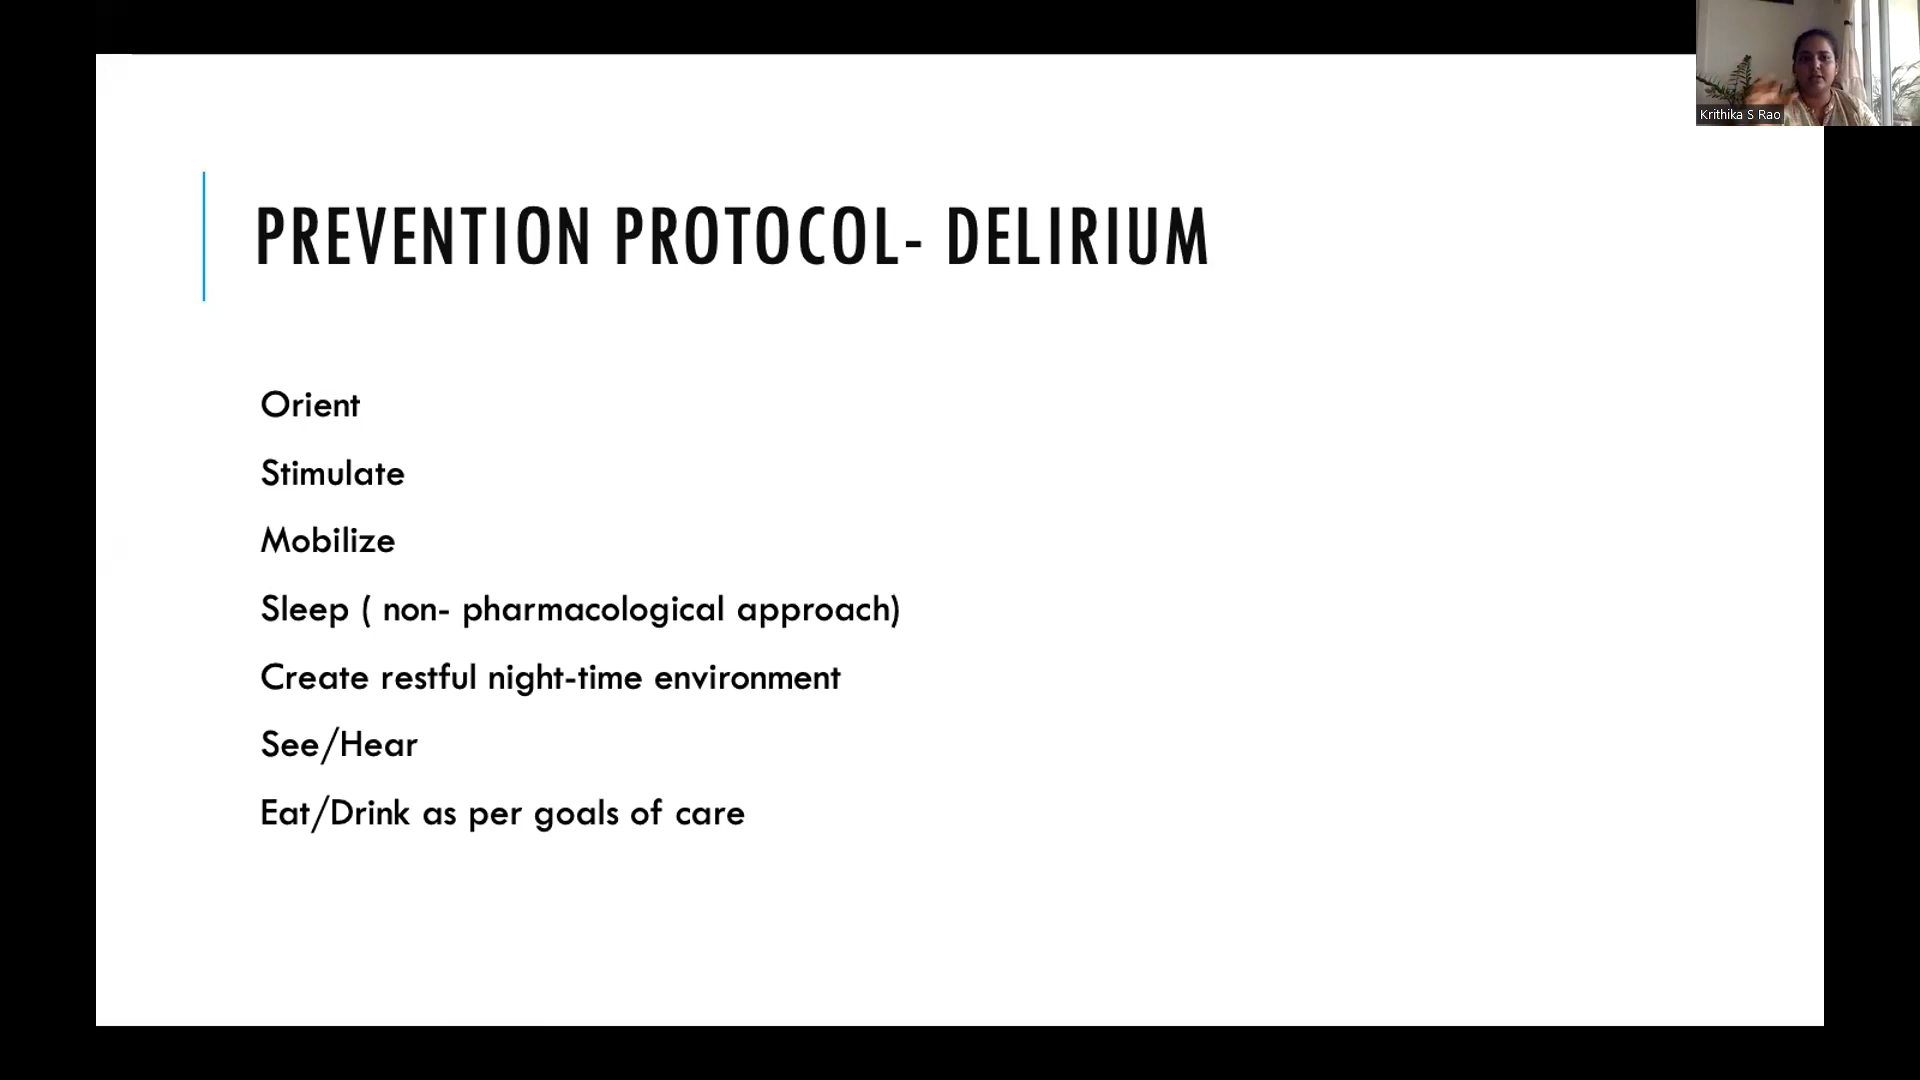 Krithika S Rao
PREVENTION PROTOCOL- DELIRIUM
Orient
Stimulate
Mobilize
Sleep ( non- pharmacological approach)
Create restful night-time environment
See/Hear
Eat/Drink as per goals of care